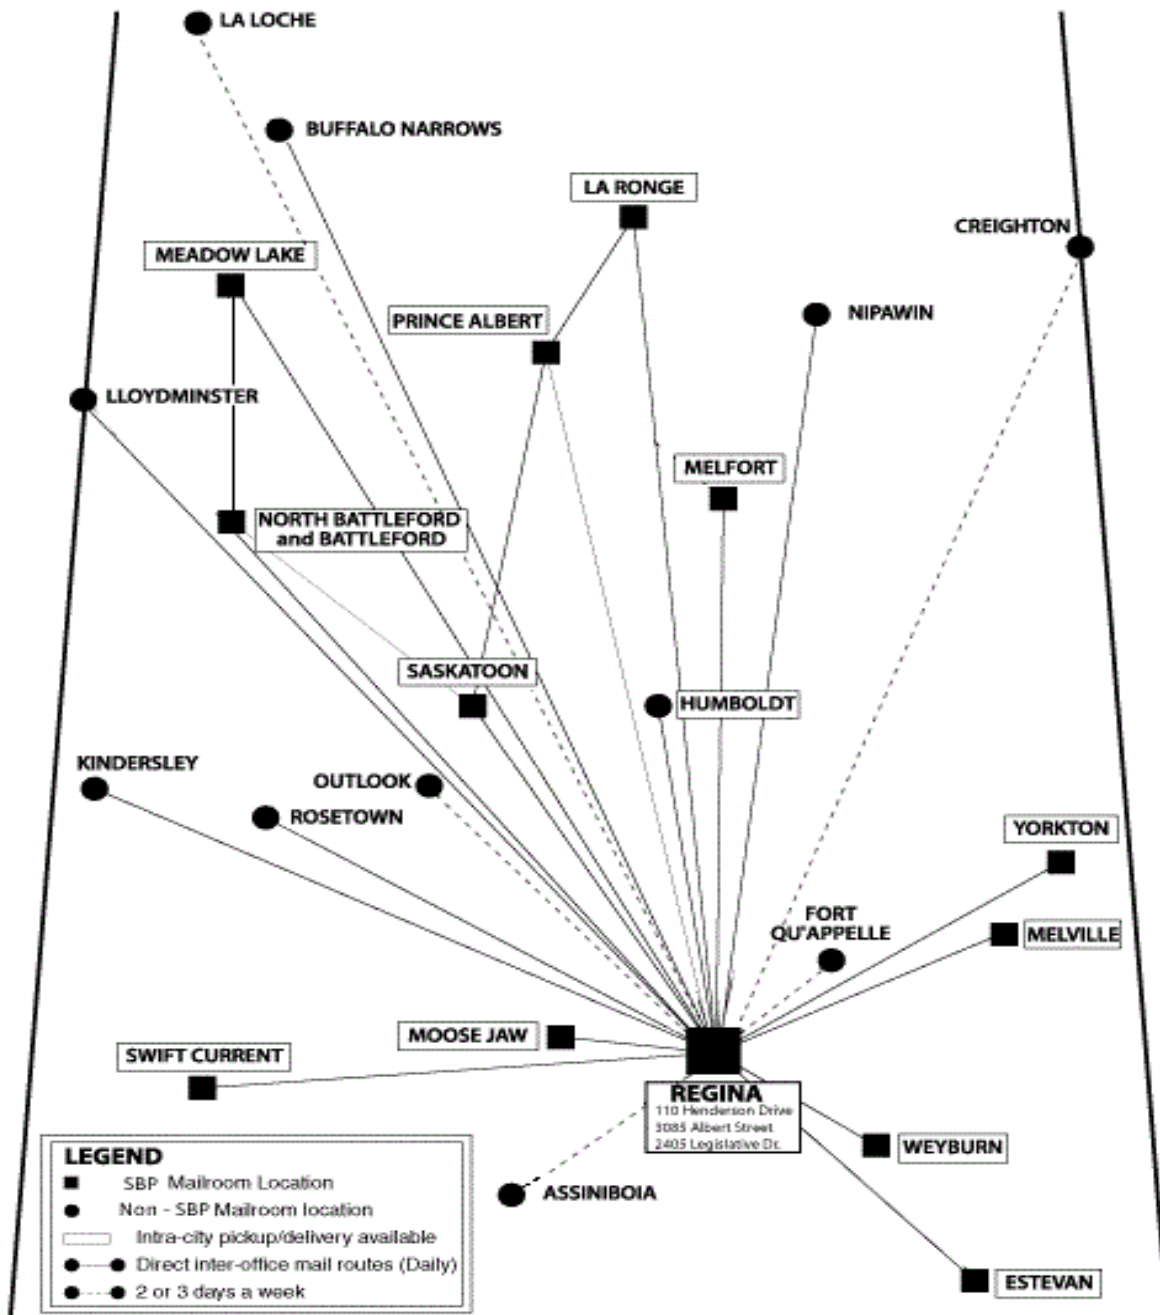 LA LOCHE
BUFFALO NARROWS
LA RONGE
CREIGHTON
MEADOW LAKE
NIPAWIN
PRINCE ALBERT
LLOYDMINSTER
MELFORT
NORTH BATTLEFORD
and BATTLEFORD
SASKATOON
HUMBOLDT
KINDERSLEY
OUTLOOK
ROSETOWN
YORKTON
FORT
QU'APPELLE
MELVILLE
MOOSE JAW
SWIFT CURRENT
REGINA
110 Henderson Drive
3085 Albert Street
2405 Legislative Dr.
WEYBURN
ASSINIBOIA
ESTEVAN
LEGEND
SBP Mailroom Location
Non - SBP Mailroom location
Intra-city pickup/delivery available
Direct inter-office mail routes (Daily)
2 or 3 days a week